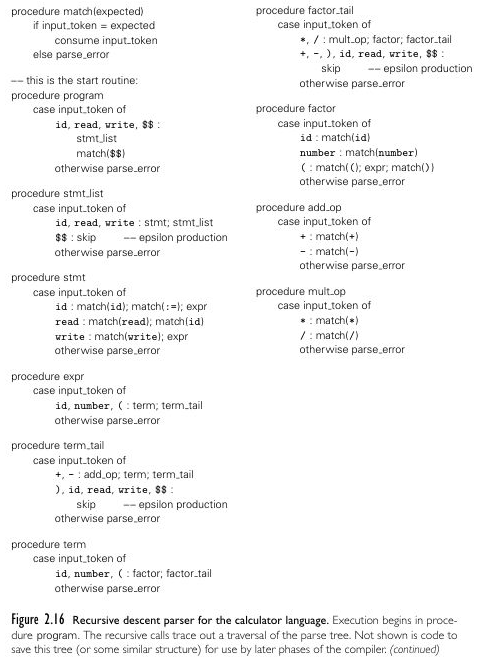 procedure match(expected)
if input_token = expected
consume input_token
else parse_error
–– this is the start routine:
procedure program
case input_token of
id, read, write, $$ :
stmt_list
match($$)
otherwise parse_error
procedure stmt_list
case input_token of
id, read, write : stmt; stmt_list
$$ : skip –– epsilon production
otherwise parse_error
procedure stmt
case input_token of
id : match(id); match(:=); expr
read : match(read); match(id)
write : match(write); expr
otherwise parse_error
procedure expr
case input_token of
id, number, ( : term; term_tail
otherwise parse_error
procedure term_tail
case input_token of
+, - : add_op; term; term_tail
), id, read, write, $$ :
skip –– epsilon production
otherwise parse_error
procedure term
case input_token of
id, number, ( : factor; factor_tail
otherwise parse_error
procedure factor_tail
case input_token of
*, / : mult_op; factor; factor_tail
+, -, ), id, read, write, $$ :
skip –– epsilon production
otherwise parse_error
procedure factor
case input_token of
id : match(id)
number : match(number)
( : match((); expr; match())
otherwise parse_error
procedure add_op
case input_token of
+ : match(+)
- : match(-)
otherwise parse_error
procedure mult_op
case input_token of
* : match(*)
/ : match(/)
otherwise parse_error
Figure 2.16 Recursive descent parser for the calculator language. Execution begins in proce-
dure program. The recursive calls trace out a traversal of the parse tree. Not shown is code to
save this tree (or some similar structure) for use by later phases of the compiler. (continued)